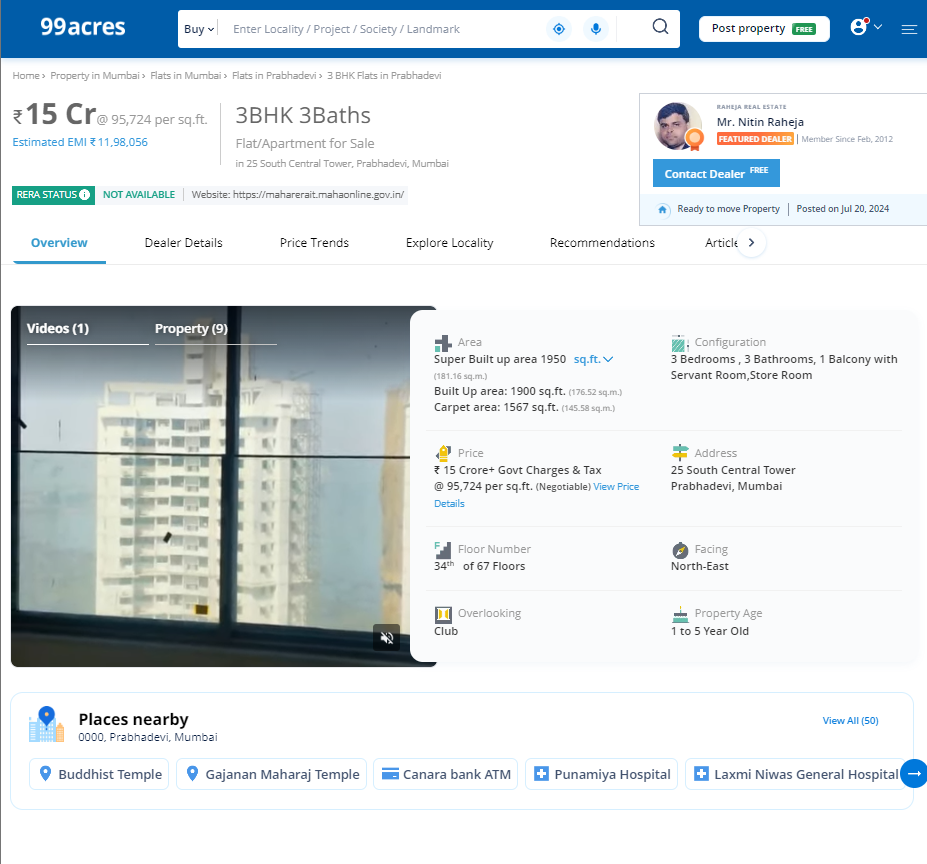 99acres
Buy
Enter Locality / Project / Society / Landmark
Post property FREE
Home › Property in Mumbai › Flats in Mumbai › Flats in Prabhadevi › 3 BHK Flats in Prabhadevi
₹ 15 Cr @ 95,724 per sq.ft.
Estimated EMI ₹ 11,98,056
3BHK 3Baths
Flat/Apartment for Sale
in 25 South Central Tower, Prabhadevi, Mumbai
RAHEJA REAL ESTATE
Mr. Nitin Raheja
FEATURED DEALER | Member Since Feb, 2012
Contact Dealer FREE
Ready to move Property | Posted on Jul 20, 2024
RERA STATUS i NOT AVAILABLE | Website: https://maharerait.mahaonline.gov.in/
Overview
Dealer Details
Price Trends
Explore Locality
Recommendations
Article
Videos (1)
Property (9)
Area
Super Built up area 1950 sq.ft.
(181.16 sq.m.)
Built Up area: 1900 sq.ft. (176.52 sq.m.)
Carpet area: 1567 sq.ft. (145.58 sq.m.)
Configuration
3 Bedrooms , 3 Bathrooms, 1 Balcony with
Servant Room,Store Room
Price
₹ 15 Crore+ Govt Charges & Tax
@ 95,724 per sq.ft. (Negotiable) View Price
Details
Address
25 South Central Tower
Prabhadevi, Mumbai
Floor Number
34th of 67 Floors
Facing
North-East
Overlooking
Club
Property Age
1 to 5 Year Old
Places nearby
0000, Prabhadevi, Mumbai
View All (50)
Buddhist Temple
Gajanan Maharaj Temple
Canara bank ATM
Punamiya Hospital
Laxmi Niwas General Hospital